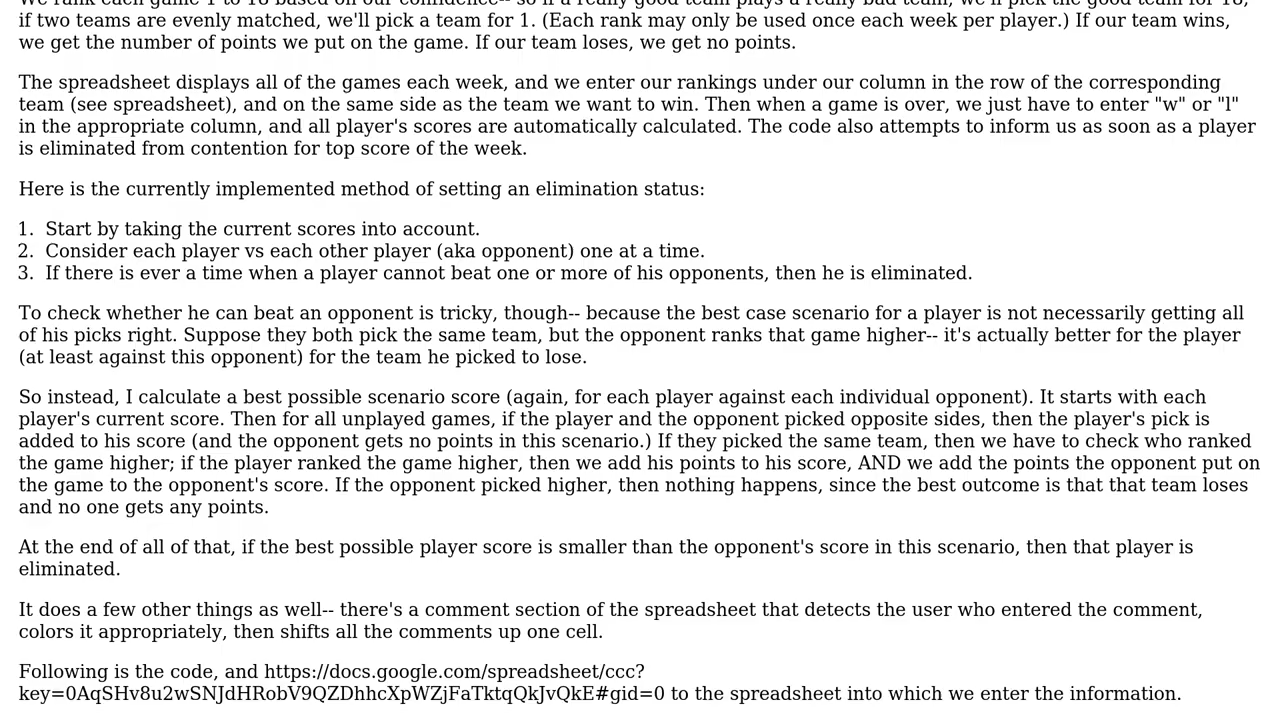 We rank each game 1 to 18 based on our confidence-- so if a really good team plays a really bad team, we'll pick the good team for 18,
if two teams are evenly matched, we'll pick a team for 1. (Each rank may only be used once each week per player.) If our team wins,
we get the number of points we put on the game. If our team loses, we get no points.
The spreadsheet displays all of the games each week, and we enter our rankings under our column in the row of the corresponding
team (see spreadsheet), and on the same side as the team we want to win. Then when a game is over, we just have to enter "w" or "l"
in the appropriate column, and all player's scores are automatically calculated. The code also attempts to inform us as soon as a player
is eliminated from contention for top score of the week.
Here is the currently implemented method of setting an elimination status:
1. Start by taking the current scores into account.
2. Consider each player vs each other player (aka opponent) one at a time.
3. If there is ever a time when a player cannot beat one or more of his opponents, then he is eliminated.
To check whether he can beat an opponent is tricky, though-- because the best case scenario for a player is not necessarily getting all
of his picks right. Suppose they both pick the same team, but the opponent ranks that game higher-- it's actually better for the player
(at least against this opponent) for the team he picked to lose.
So instead, I calculate a best possible scenario score (again, for each player against each individual opponent). It starts with each
player's current score. Then for all unplayed games, if the player and the opponent picked opposite sides, then the player's pick is
added to his score (and the opponent gets no points in this scenario.) If they picked the same team, then we have to check who ranked
the game higher; if the player ranked the game higher, then we add his points to his score, AND we add the points the opponent put on
the game to the opponent's score. If the opponent picked higher, then nothing happens, since the best outcome is that that team loses
and no one gets any points.
At the end of all of that, if the best possible player score is smaller than the opponent's score in this scenario, then that player is
eliminated.
It does a few other things as well-- there's a comment section of the spreadsheet that detects the user who entered the comment,
colors it appropriately, then shifts all the comments up one cell.
Following is the code, and https://docs.google.com/spreadsheet/ccc?
key=0AqSHv8u2wSNJdHRobV9QZDhhcXpWZjFaTktqQkJvQkE#gid=0 to the spreadsheet into which we enter the information.